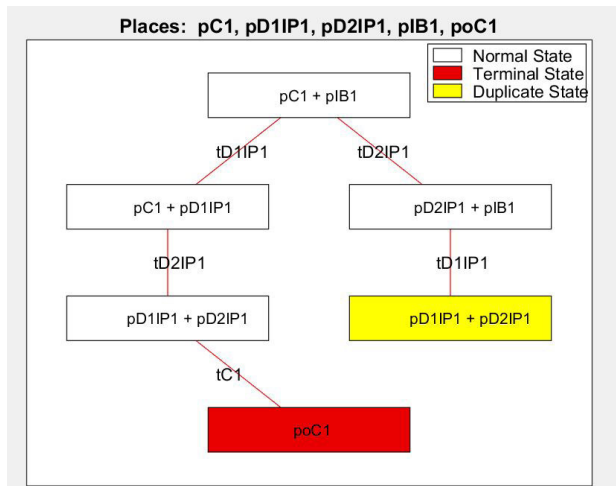 Places: pC1, pD1IP1, pD2IP1, pIB1, poC1
Normal State
Terminal State
Duplicate State
pC1 + pIB1
tD1IP1
tD2IP1
pC1 + pD1IP1
pD2IP1 + pIB1
tD2IP1
tD1IP1
pD1IP1 + pD2IP1
pD1IP1 + pD2IP1
tC1
poC1